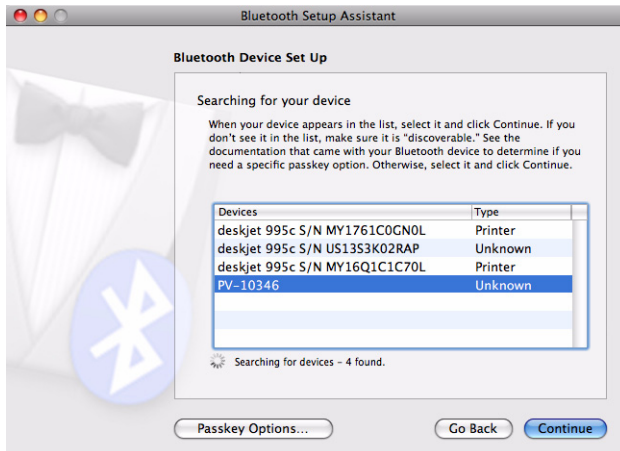 Bluetooth Setup Assistant
Bluetooth Device Set Up
Searching for your device
When your device appears in the list, select it and click Continue. If you
don't see it in the list, make sure it is "discoverable." See the
documentation that came with your Bluetooth device to determine if you
need a specific passkey option. Otherwise, select it and click Continue.
Devices Type
deskjet 995c S/N MY1761C0GN0L Printer
deskjet 995c S/N US13S3K02RAP Unknown
deskjet 995c S/N MY16Q1C1C70L Printer
PV-10346 Unknown
Searching for devices – 4 found.
Passkey Options... Go Back Continue